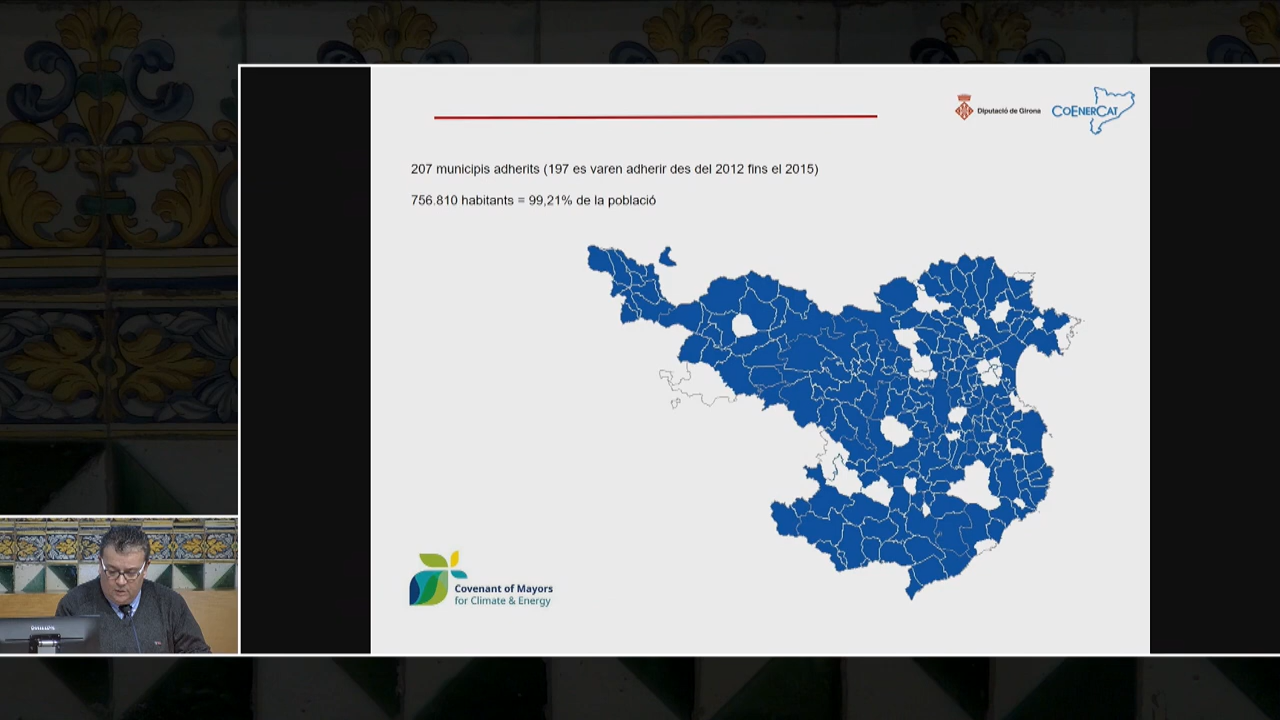 Diputació de Girona
COENERCAT
207 municipis adherits (197 es varen adherir des del 2012 fins el 2015)
756.810 habitants = 99,21% de la població
Covenant of Mayors
for Climate & Energy
PHILIPS